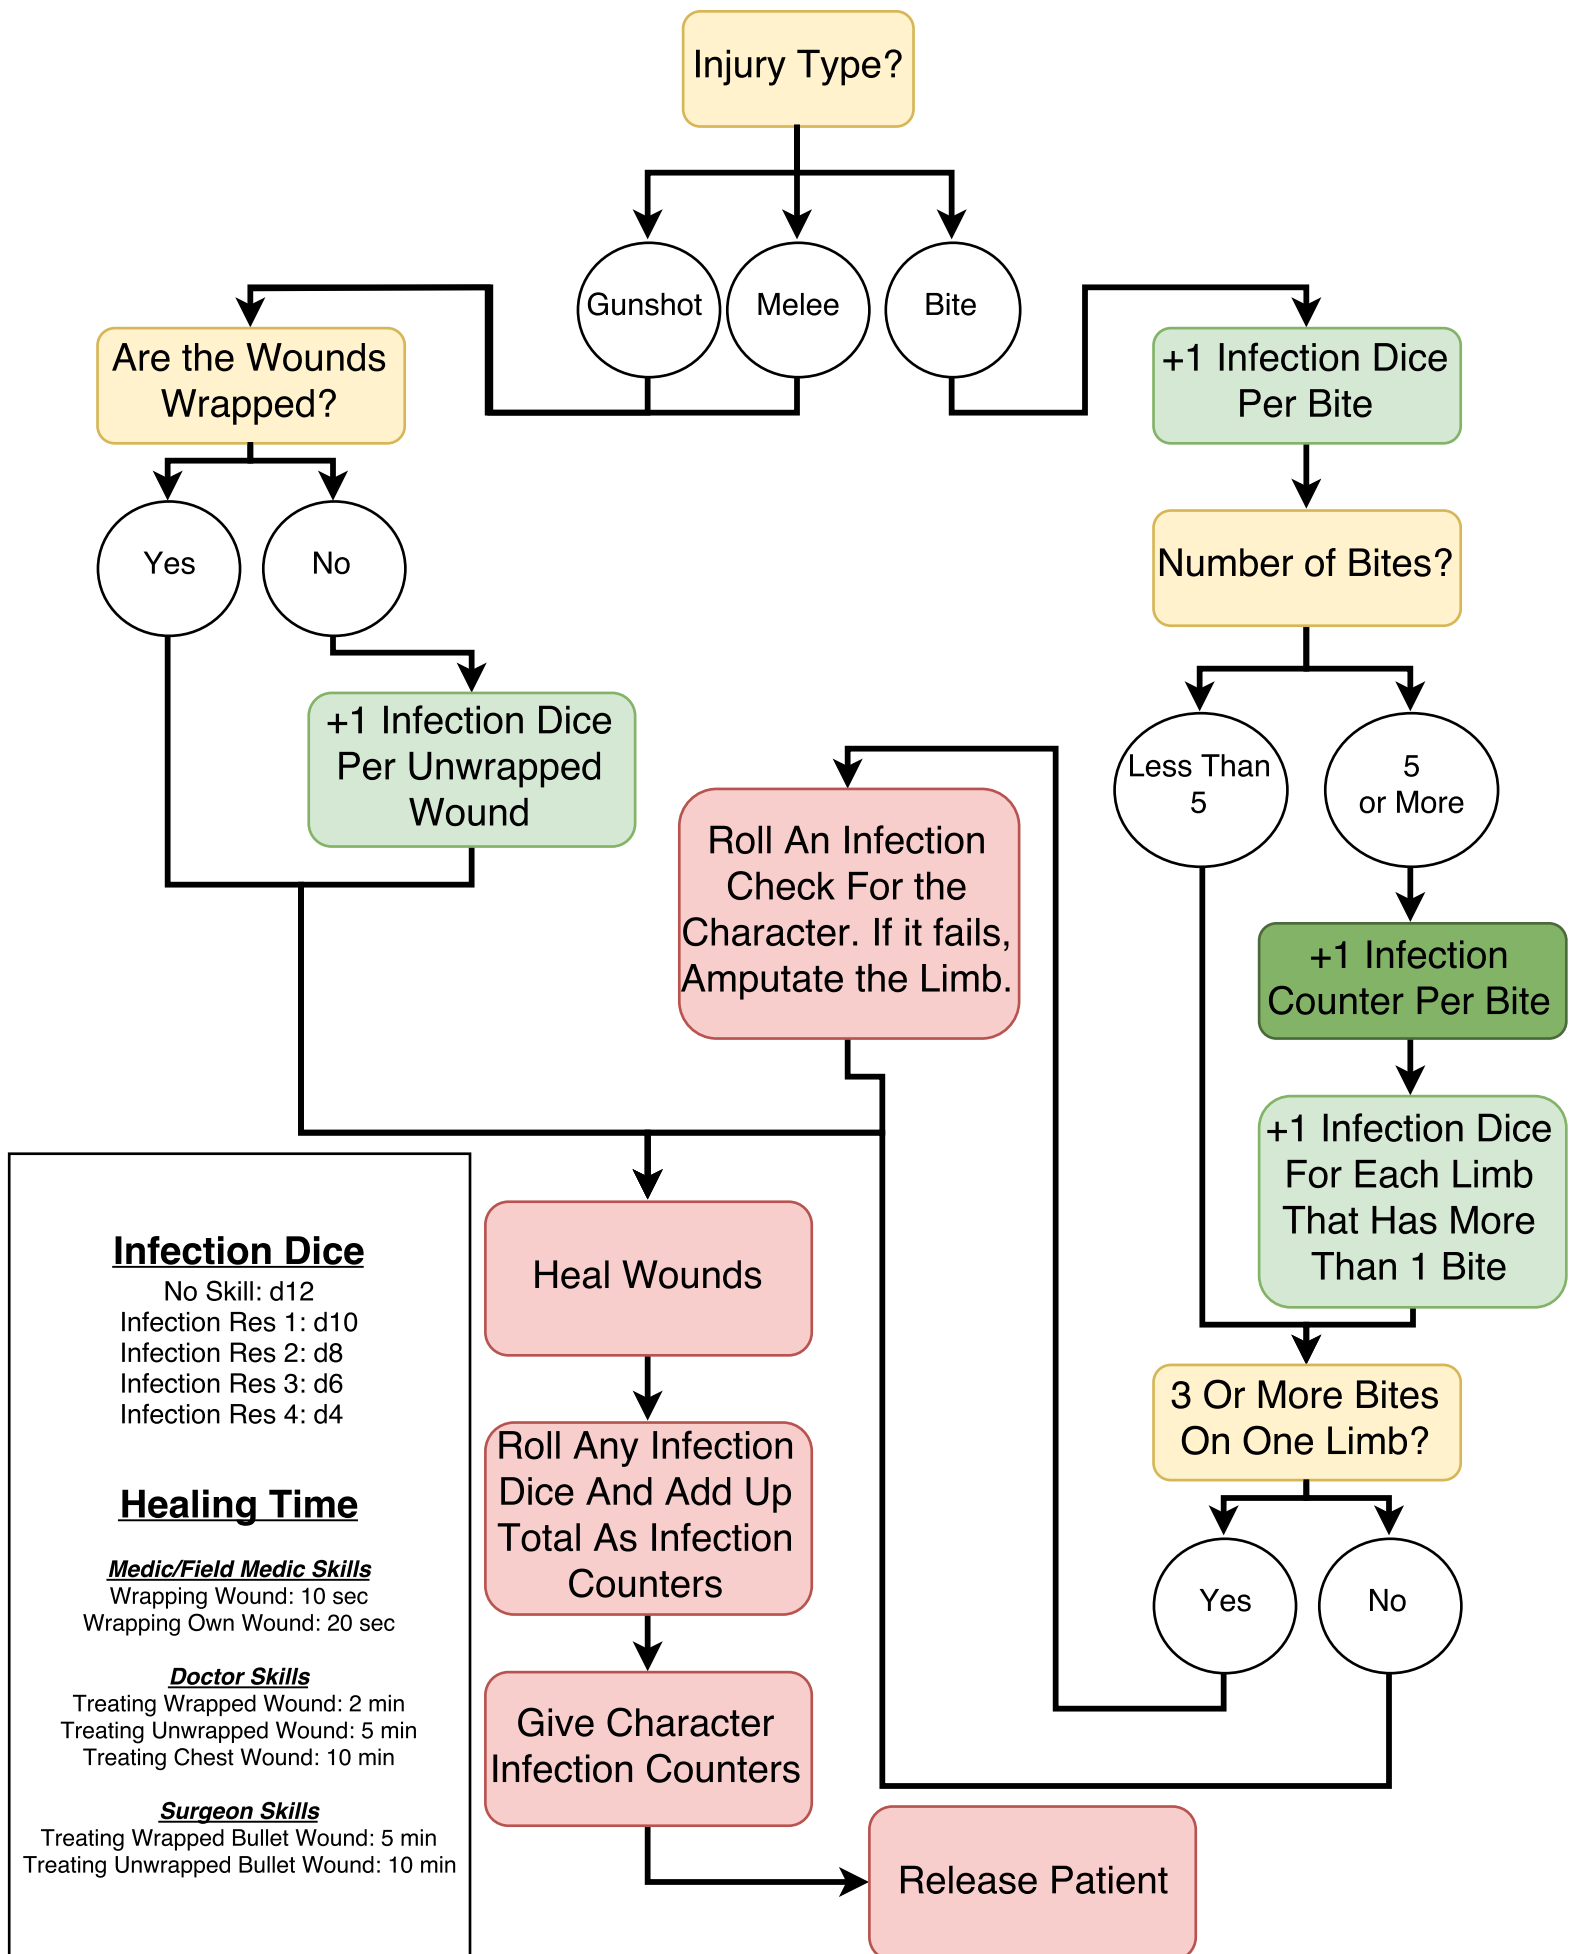 Injury Type?
Gunshot
Melee
Bite
Are the Wounds
Wrapped?
+1 Infection Dice
Per Bite
Yes
No
Number of Bites?
+1 Infection Dice
Per Unwrapped
Wound
Less Than
5
5
or More
Roll An Infection
Check For the
Character. If it fails,
Amputate the Limb.
+1 Infection
Counter Per Bite
+1 Infection Dice
For Each Limb
That Has More
Than 1 Bite
3 Or More Bites
On One Limb?
Yes
No
Heal Wounds
Roll Any Infection
Dice And Add Up
Total As Infection
Counters
Give Character
Infection Counters
Release Patient
Infection Dice
No Skill: d12
Infection Res 1: d10
Infection Res 2: d8
Infection Res 3: d6
Infection Res 4: d4
Healing Time
Medic/Field Medic Skills
Wrapping Wound: 10 sec
Wrapping Own Wound: 20 sec
Doctor Skills
Treating Wrapped Wound: 2 min
Treating Unwrapped Wound: 5 min
Treating Chest Wound: 10 min
Surgeon Skills
Treating Wrapped Bullet Wound: 5 min
Treating Unwrapped Bullet Wound: 10 min